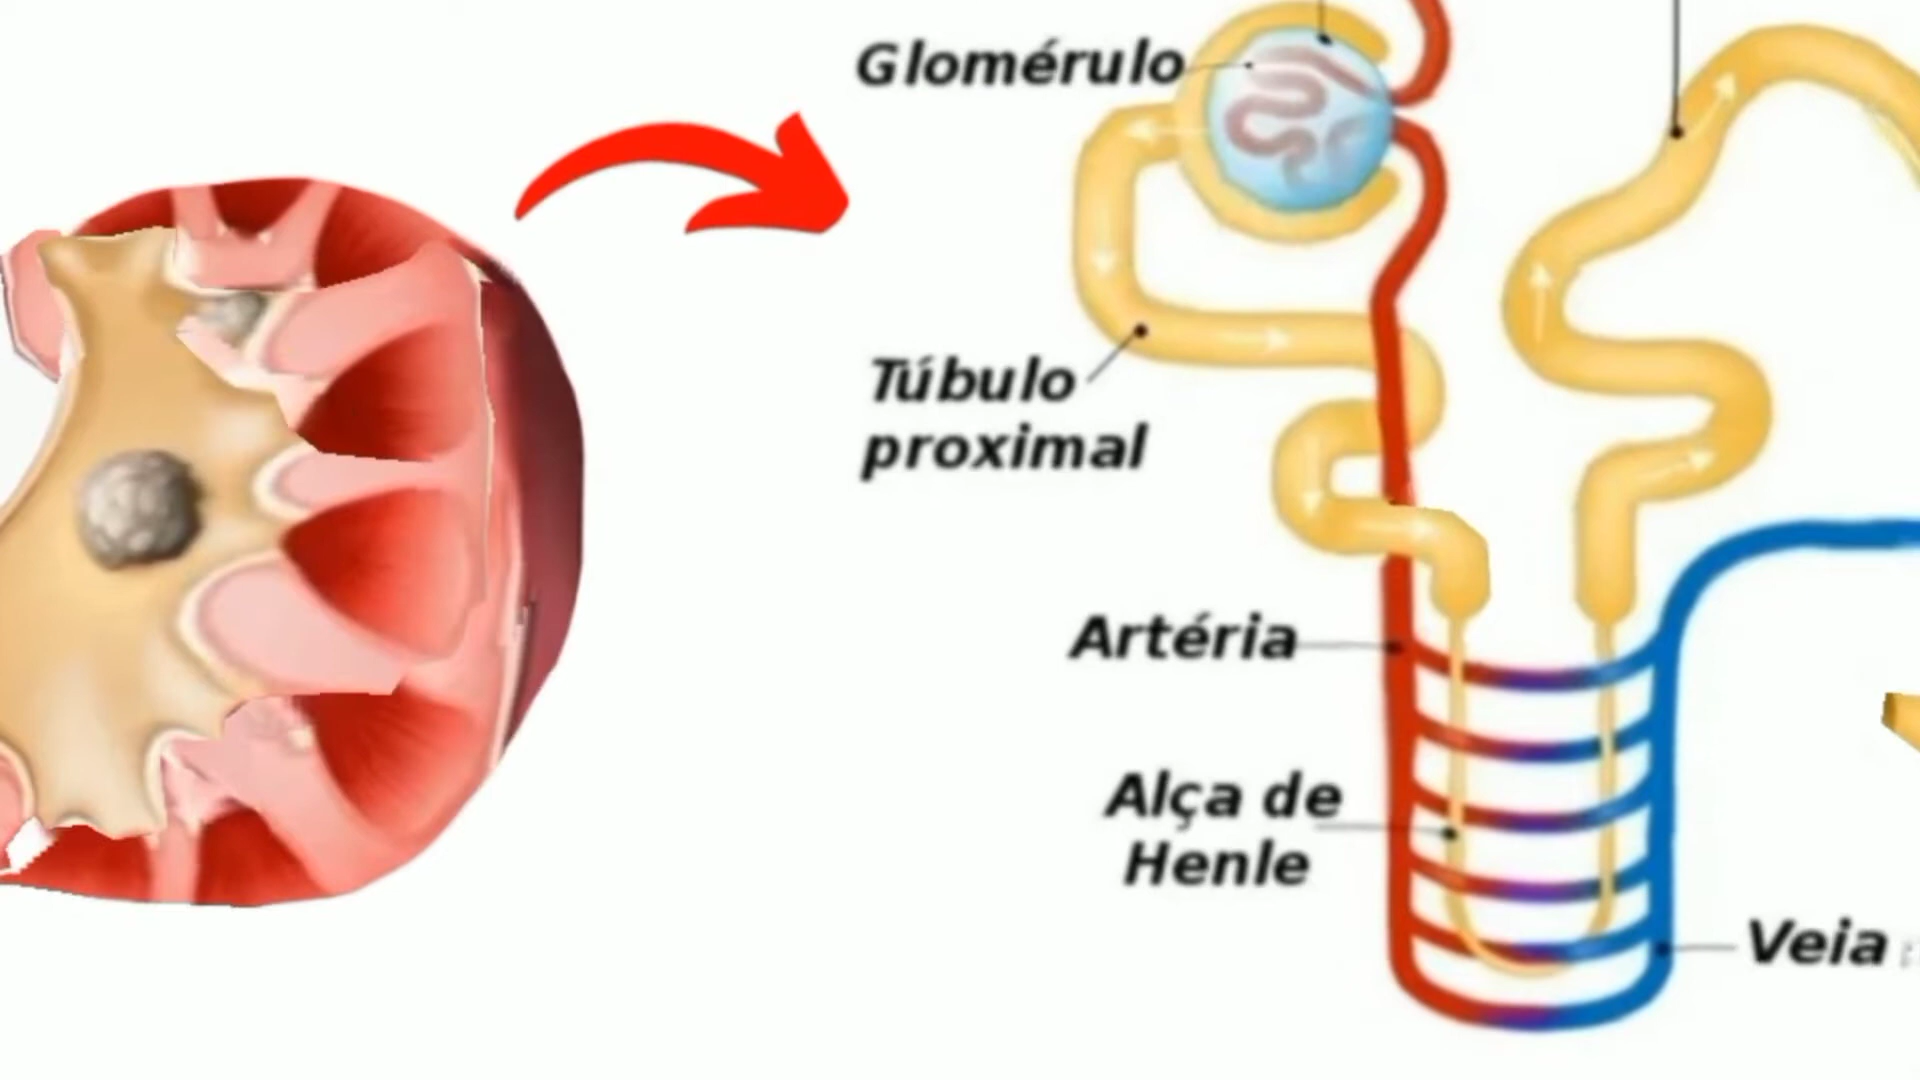 Glomérulo
Túbulo
proximal
Artéria
Alça de
Henle
Veia